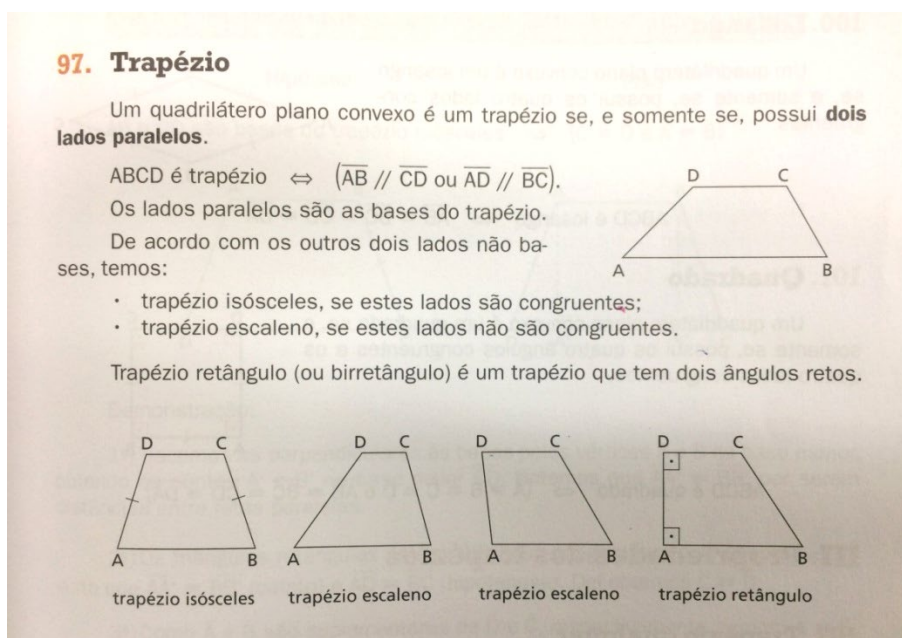 97. Trapézio
Um quadrilátero plano convexo é um trapézio se, e somente se, possui dois
lados paralelos.
ABCD é trapézio ⇔ (AB // CD ou AD // BC).
Os lados paralelos são as bases do trapézio.
De acordo com os outros dois lados não ba-
ses, temos:
D C
A B
• trapézio isósceles, se estes lados são congruentes;
• trapézio escaleno, se estes lados não são congruentes.
Trapézio retângulo (ou birretângulo) é um trapézio que tem dois ângulos retos.
D C D C D C D C
A B A B A B A B
trapézio isósceles trapézio escaleno trapézio escaleno trapézio retângulo